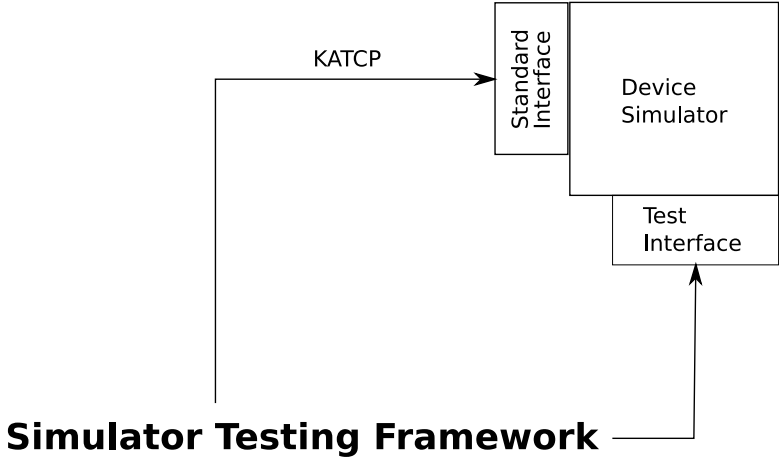 KATCP
Standard
Interface
Device
Simulator
Test
Interface
Simulator Testing Framework